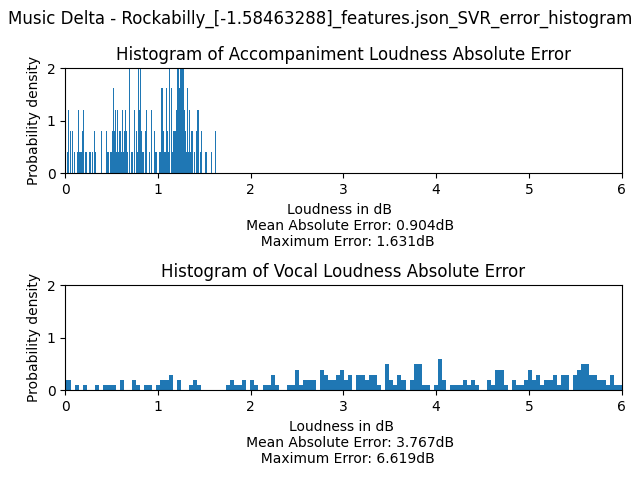 Music Delta - Rockabilly_[-1.58463288]_features.json_SVR_error_histogram
Histogram of Accompaniment Loudness Absolute Error
Probability density
2
1
0
0 1 2 3 4 5 6
Loudness in dB
Mean Absolute Error: 0.904dB
Maximum Error: 1.631dB
Histogram of Vocal Loudness Absolute Error
Probability density
2
1
0
0 1 2 3 4 5 6
Loudness in dB
Mean Absolute Error: 3.767dB
Maximum Error: 6.619dB